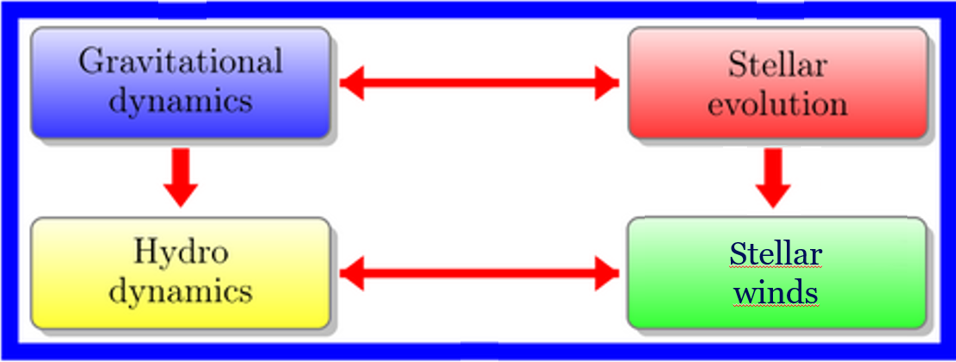 Gravitational
dynamics
Stellar
evolution
Hydro
dynamics
Stellar
winds